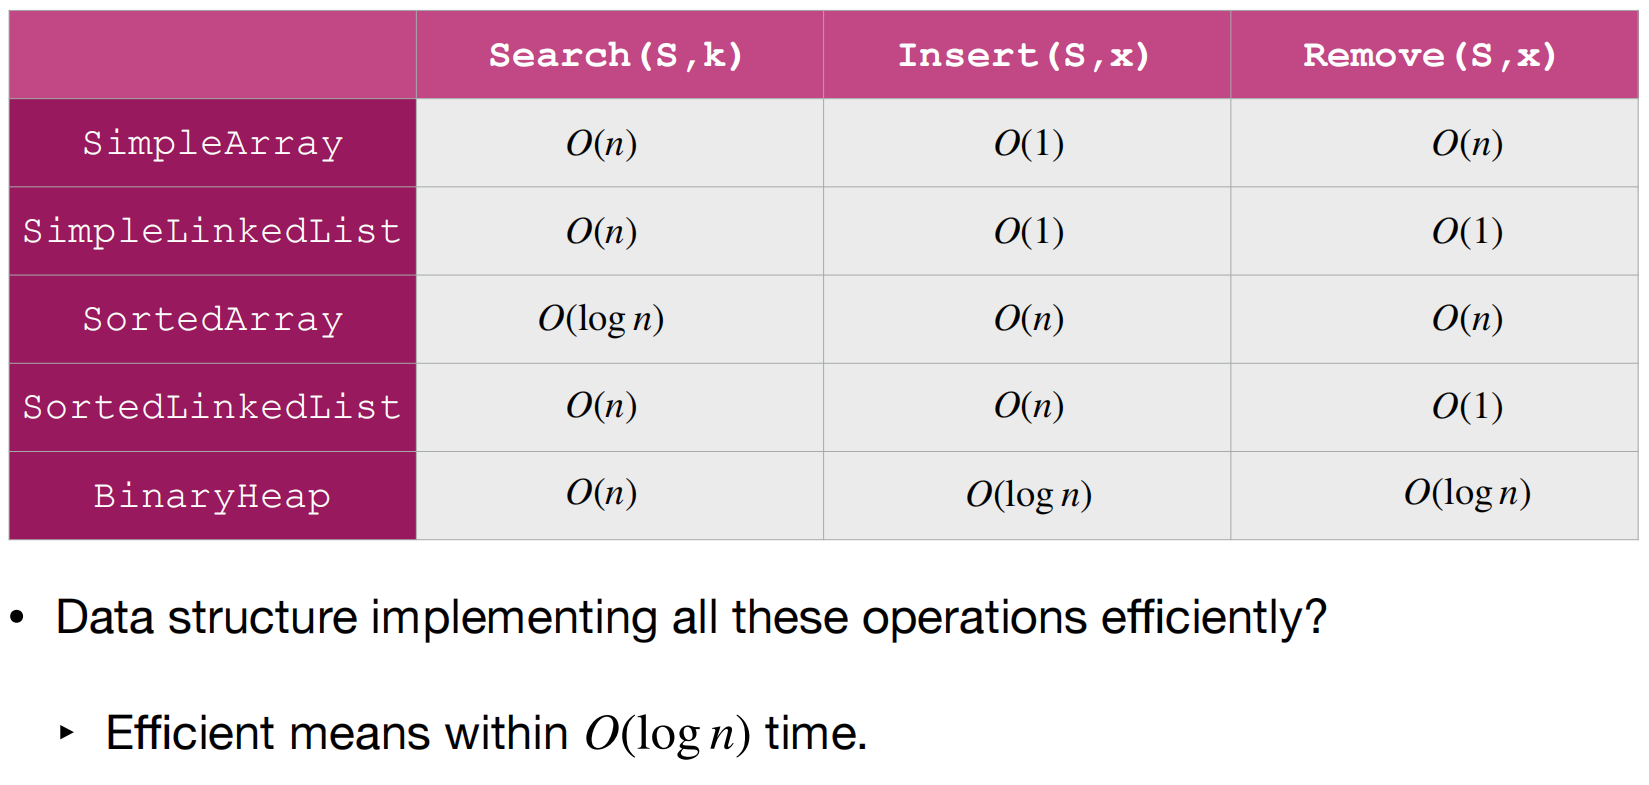 Search(S,k) Insert(S,x) Remove(S,x)
SimpleArray O(n) O(1) O(n)
SimpleLinkedList O(n) O(1) O(1)
SortedArray O(log n) O(n) O(n)
SortedLinkedList O(n) O(n) O(1)
BinaryHeap O(n) O(log n) O(log n)
• Data structure implementing all these operations efficiently?
‣ Efficient means within O(log n) time.